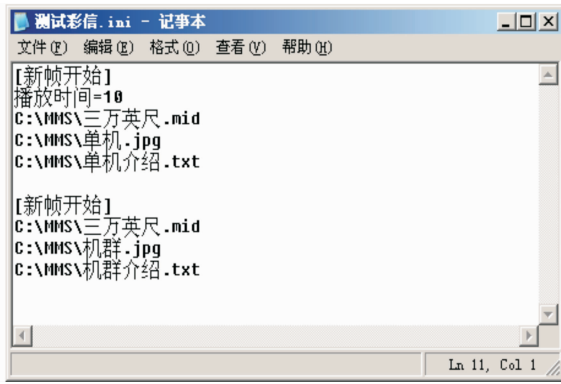 测试彩信.ini - 记事本
文件(F) 编辑(E) 格式(O) 查看(V) 帮助(H)
[新帧开始]
播放时间=10
C:\MMS\三万英尺.mid
C:\MMS\单机.jpg
C:\MMS\单机介绍.txt
[新帧开始]
C:\MMS\三万英尺.mid
C:\MMS\机群.jpg
C:\MMS\机群介绍.txt
Ln 11, Col 1